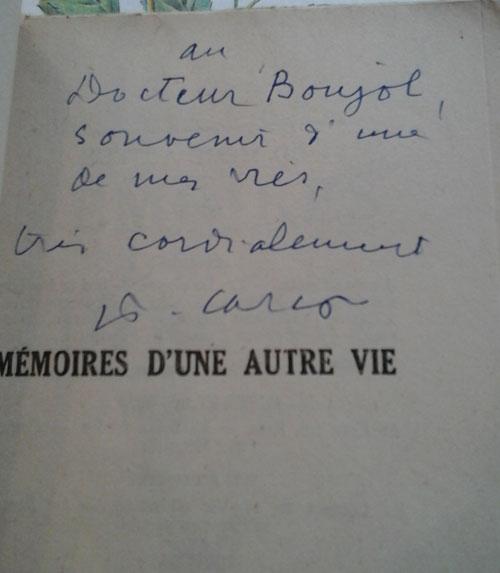 au
Docteur Boujol,
souvenir d'une
de mes vies,
très cordialement
F. Carco
MÉMOIRES D'UNE AUTRE VIE